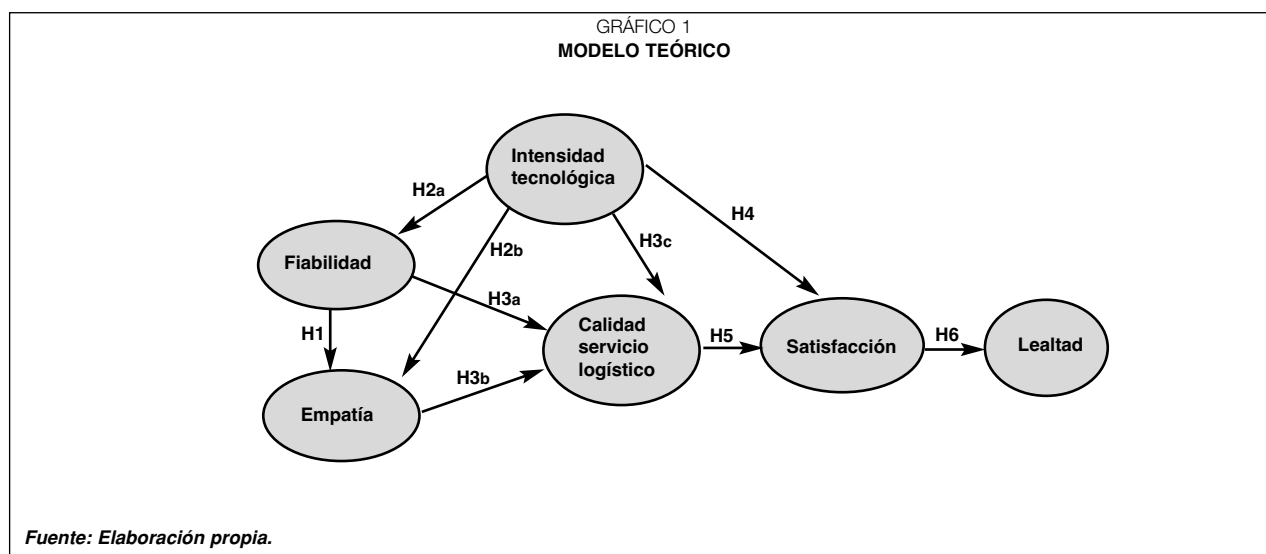 GRÁFICO 1
MODELO TEÓRICO
Intensidad
tecnológica
H2a
H4
H2b
H3c
Fiabilidad
H3a
H1
Calidad
servicio
logístico
H5
Satisfacción
H6
Lealtad
H3b
Empatía
Fuente: Elaboración propia.